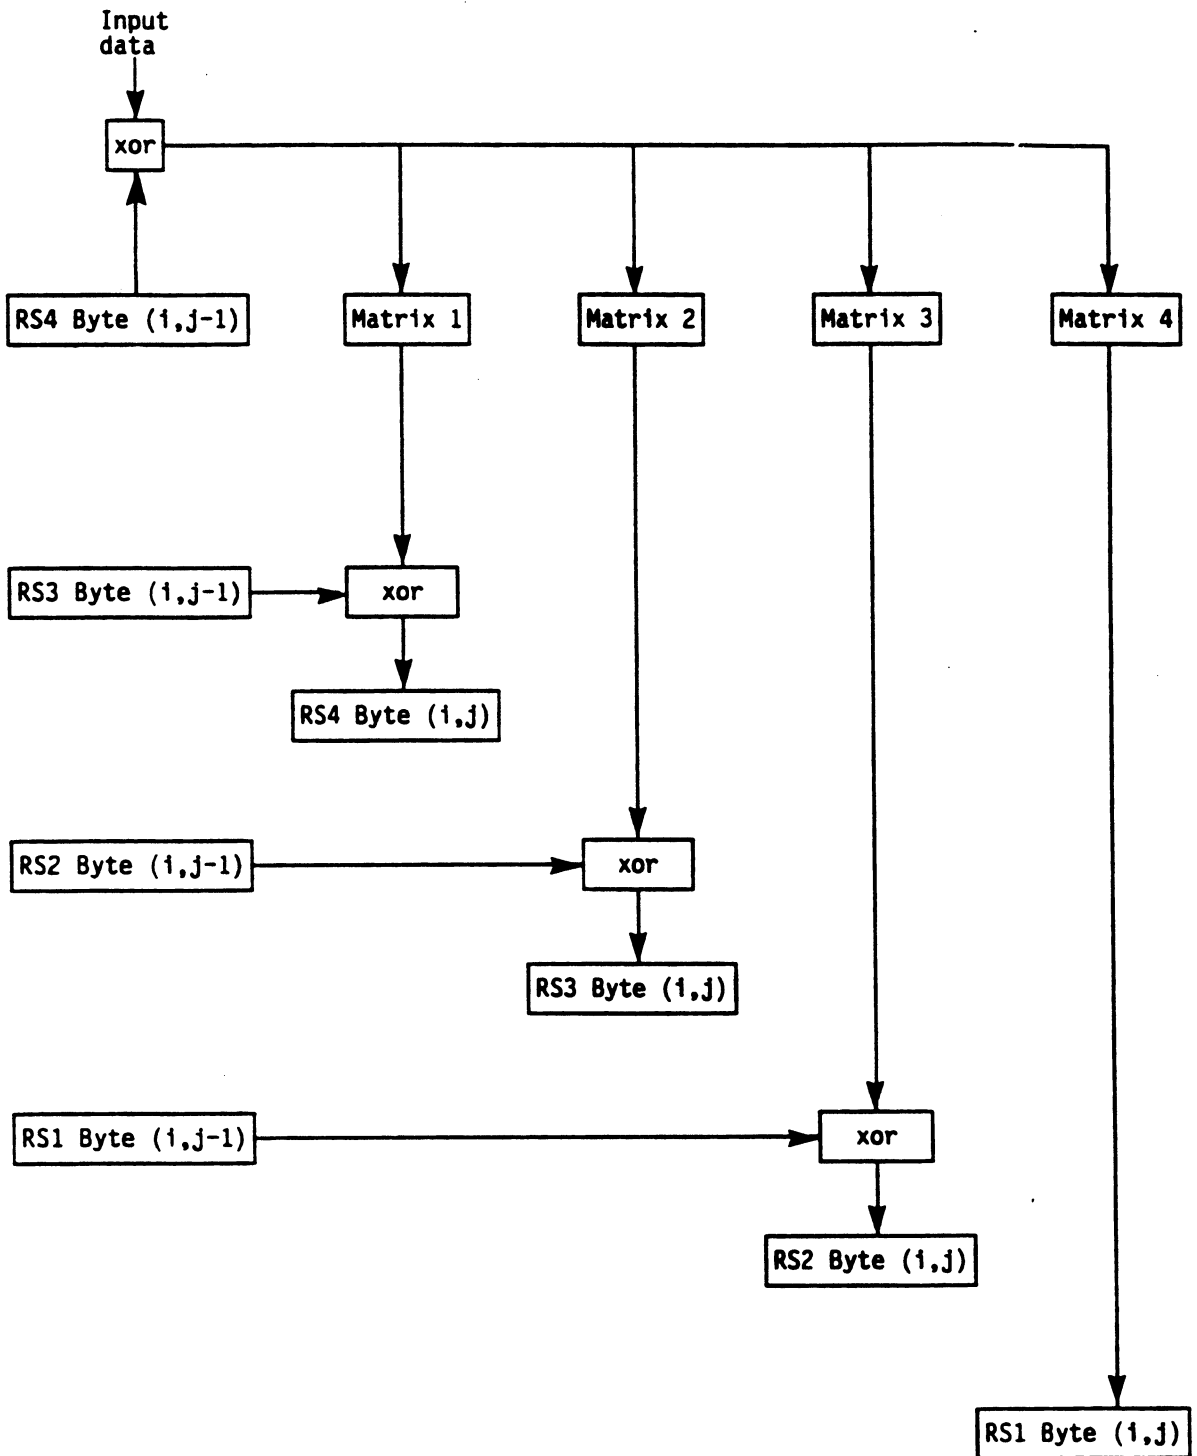 Input
data
xor
RS4 Byte (i,j-1)
Matrix 1
Matrix 2
Matrix 3
Matrix 4
RS3 Byte (i,j-1)
xor
RS4 Byte (i,j)
RS2 Byte (i,j-1)
xor
RS3 Byte (i,j)
RS1 Byte (i,j-1)
xor
RS2 Byte (i,j)
RS1 Byte (i,j)